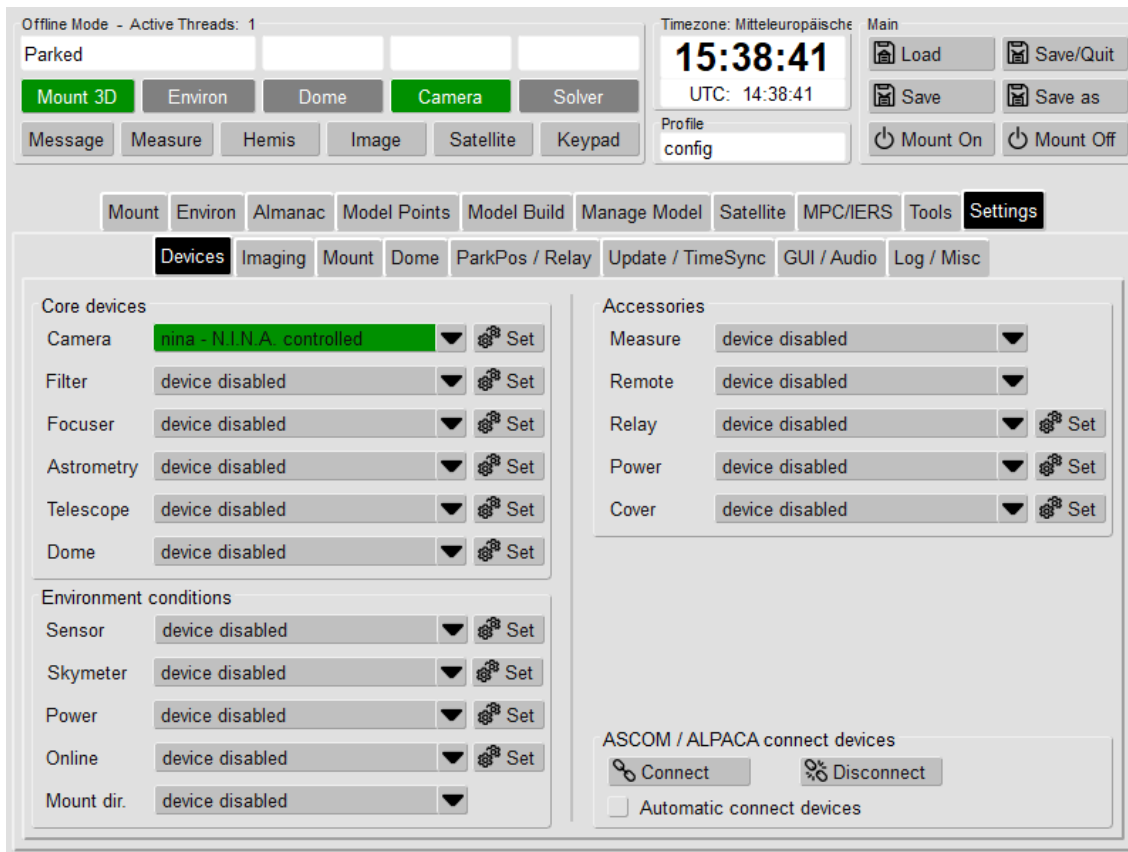 Offline Mode - Active Threads: 1
Parked
Mount 3D Environ Dome Camera Solver
Message Measure Hemis Image Satellite Keypad
Timezone: Mitteleuropäische
15:38:41
UTC: 14:38:41
Profile
config
Main
Load Save/Quit
Save Save as
Mount On Mount Off
Mount Environ Almanac Model Points Model Build Manage Model Satellite MPC/IERS Tools Settings
Devices Imaging Mount Dome ParkPos / Relay Update / TimeSync GUI / Audio Log / Misc
Core devices
Camera nina - N.I.N.A. controlled Set
Filter device disabled Set
Focuser device disabled Set
Astrometry device disabled Set
Telescope device disabled Set
Dome device disabled Set
Environment conditions
Sensor device disabled Set
Skymeter device disabled Set
Power device disabled Set
Online device disabled Set
Mount dir. device disabled
Accessories
Measure device disabled
Remote device disabled
Relay device disabled Set
Power device disabled Set
Cover device disabled Set
ASCOM / ALPACA connect devices
Connect Disconnect
Automatic connect devices